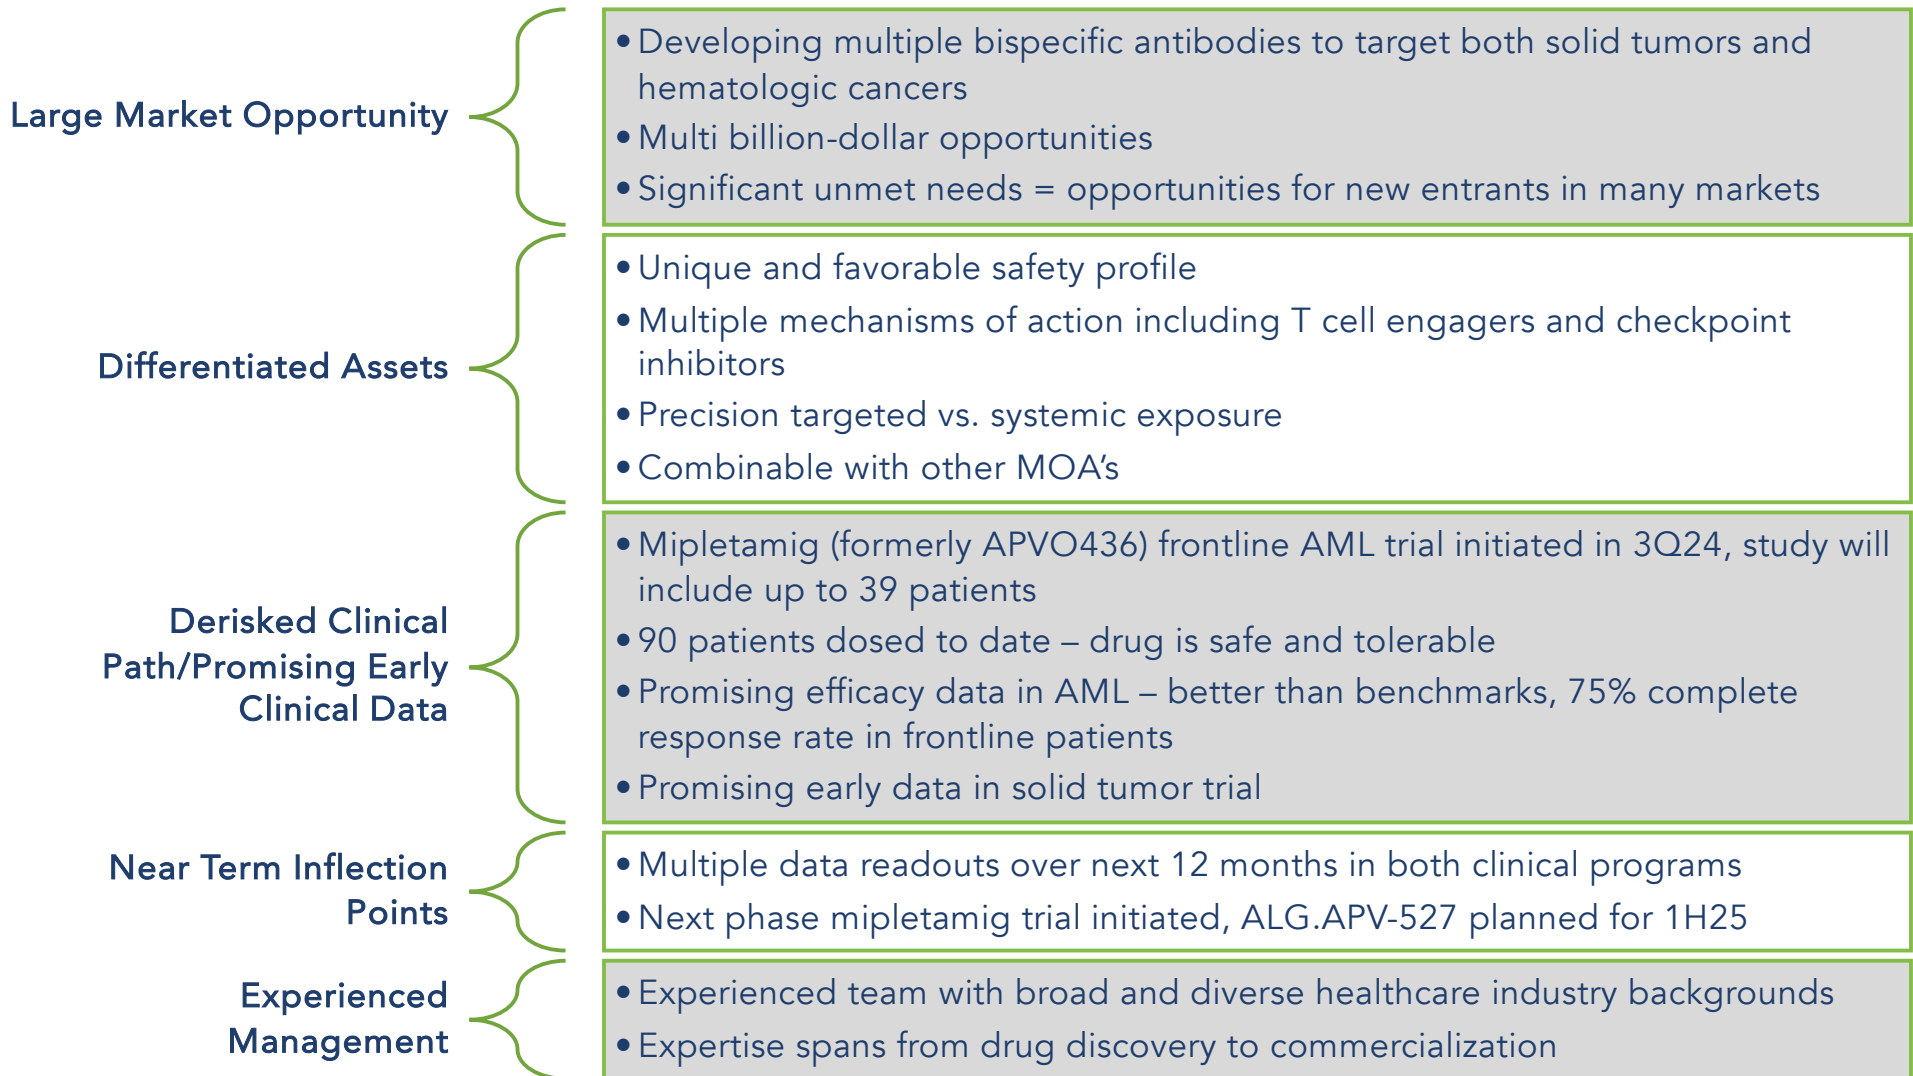 Large Market Opportunity
• Developing multiple bispecific antibodies to target both solid tumors and
hematologic cancers
• Multi billion-dollar opportunities
• Significant unmet needs = opportunities for new entrants in many markets
Differentiated Assets
• Unique and favorable safety profile
• Multiple mechanisms of action including T cell engagers and checkpoint
inhibitors
• Precision targeted vs. systemic exposure
• Combinable with other MOA’s
Derisked Clinical
Path/Promising Early
Clinical Data
• Mipletamig (formerly APVO436) frontline AML trial initiated in 3Q24, study will
include up to 39 patients
• 90 patients dosed to date – drug is safe and tolerable
• Promising efficacy data in AML – better than benchmarks, 75% complete
response rate in frontline patients
• Promising early data in solid tumor trial
Near Term Inflection
Points
• Multiple data readouts over next 12 months in both clinical programs
• Next phase mipletamig trial initiated, ALG.APV-527 planned for 1H25
Experienced
Management
• Experienced team with broad and diverse healthcare industry backgrounds
• Expertise spans from drug discovery to commercialization